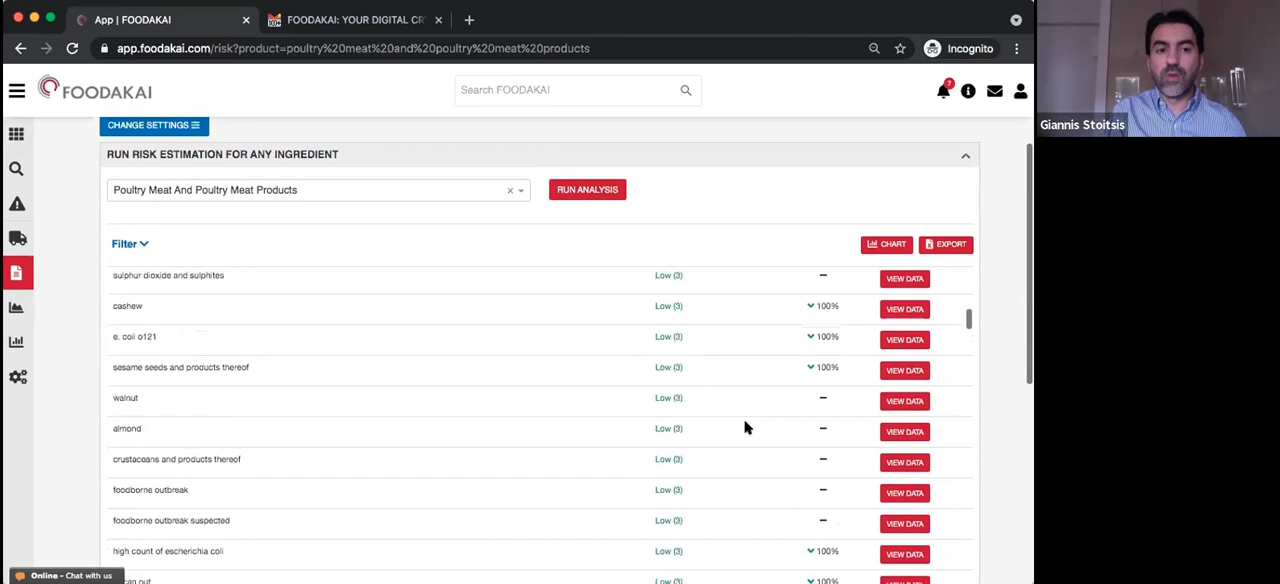 App | FOODAKAI
FOODAKAI: YOUR DIGITAL CR
app.foodakai.com/risk?product=poultry%20meat%20and%20poultry%20meat%20products
Incognito
FOODAKAI
Search FOODAKAI
7
Giannis Stoitsis
CHANGE SETTINGS
RUN RISK ESTIMATION FOR ANY INGREDIENT
Poultry Meat And Poultry Meat Products
RUN ANALYSIS
Filter
CHART
EXPORT
sulphur dioxide and sulphites Low (3) – VIEW DATA
cashew Low (3) 100% VIEW DATA
e. coli o121 Low (3) 100% VIEW DATA
sesame seeds and products thereof Low (3) 100% VIEW DATA
walnut Low (3) – VIEW DATA
almond Low (3) – VIEW DATA
crustaceans and products thereof Low (3) – VIEW DATA
foodborne outbreak Low (3) – VIEW DATA
foodborne outbreak suspected Low (3) – VIEW DATA
high count of escherichia coli Low (3) 100% VIEW DATA
Low (3) 100%
Online - Chat with us